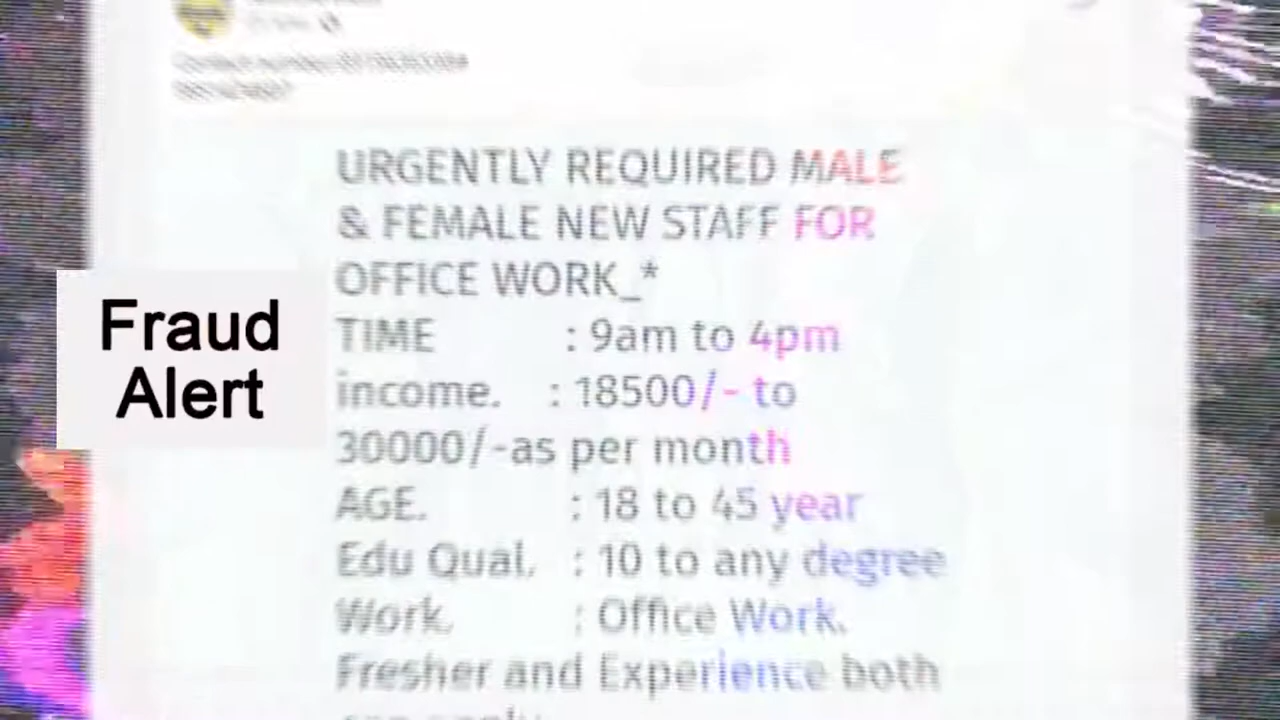 URGENTLY REQUIRED MALE
& FEMALE NEW STAFF FOR
OFFICE WORK_*
Fraud
Alert
TIME : 9am to 4pm
income. : 18500/- to
30000/-as per month
AGE. : 18 to 45 year
Edu Qual. : 10 to any degree
Work. : Office Work.
Fresher and Experience both